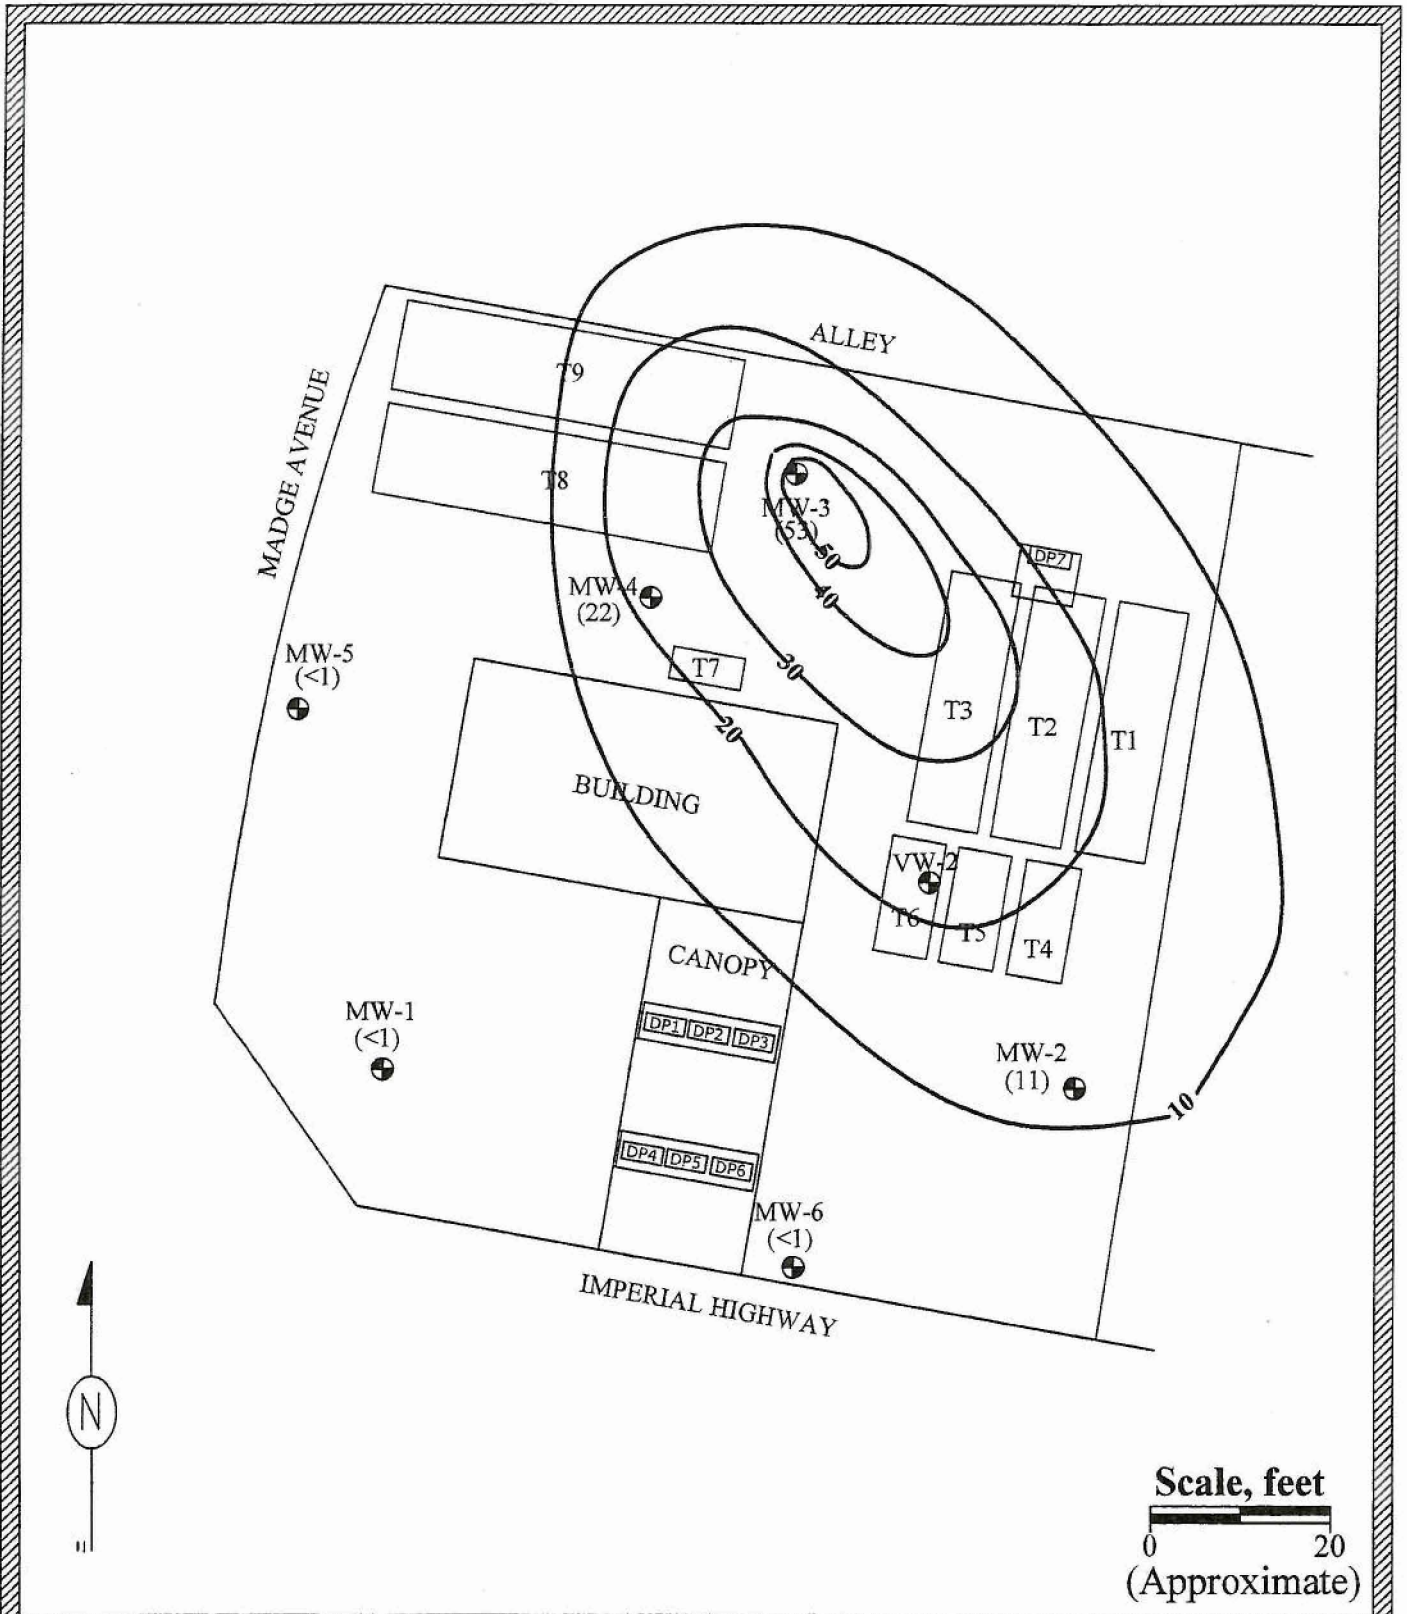 ALLEY
T9
MADGE AVENUE
T8
MW-3
(53)
50
DP7
MW-4
(22)
40
MW-5
(<1)
T7
30
T3
T2
T1
20
BUILDING
VW-2
T6
T5
T4
CANOPY
MW-1
(<1)
DP1 DP2 DP3
MW-2
(11)
10
DP4 DP5 DP6
MW-6
(<1)
IMPERIAL HIGHWAY
N
Scale, feet
0 20
(Approximate)